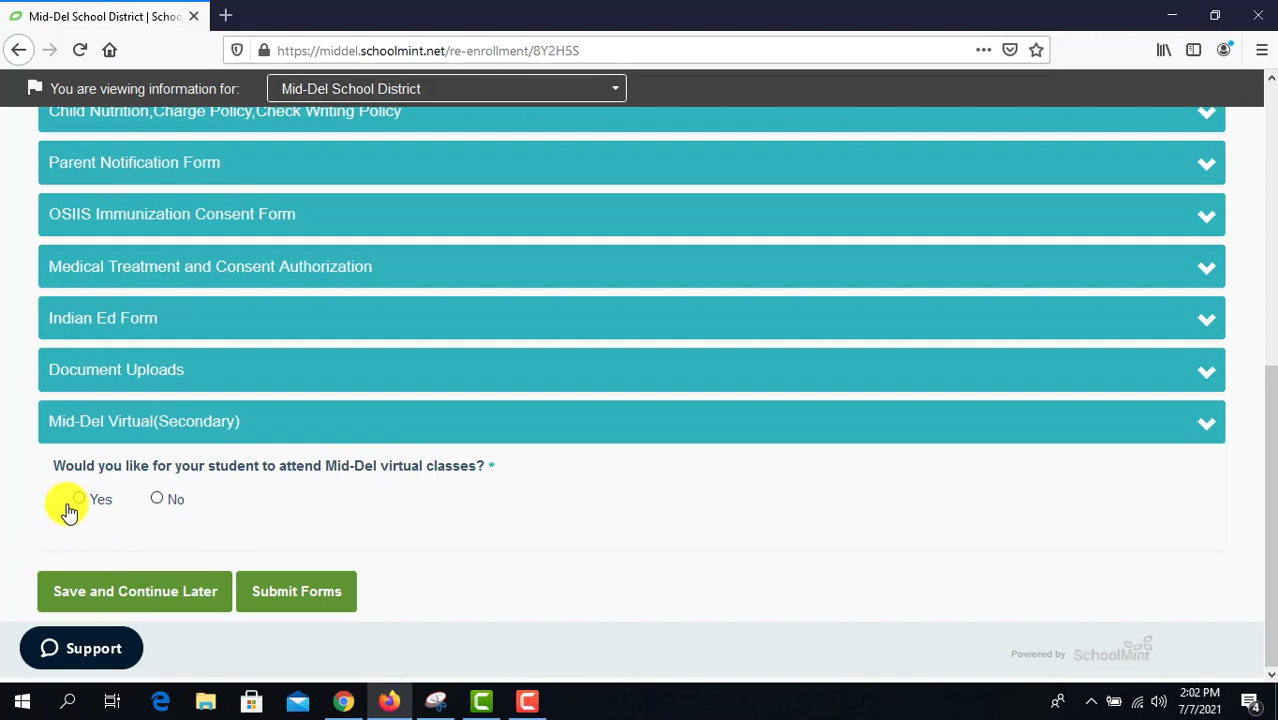 Mid-Del School District | Schoo
https://middel.schoolmint.net/re-enrollment/8Y2H5S
You are viewing information for:
Mid-Del School District
Child Nutrition,Charge Policy,Check Writing Policy
Parent Notification Form
OSIIS Immunization Consent Form
Medical Treatment and Consent Authorization
Indian Ed Form
Document Uploads
Mid-Del Virtual(Secondary)
Would you like for your student to attend Mid-Del virtual classes? *
Yes No
Save and Continue Later Submit Forms
Support
Powered by SchoolMint
2:02 PM
7/7/2021
4